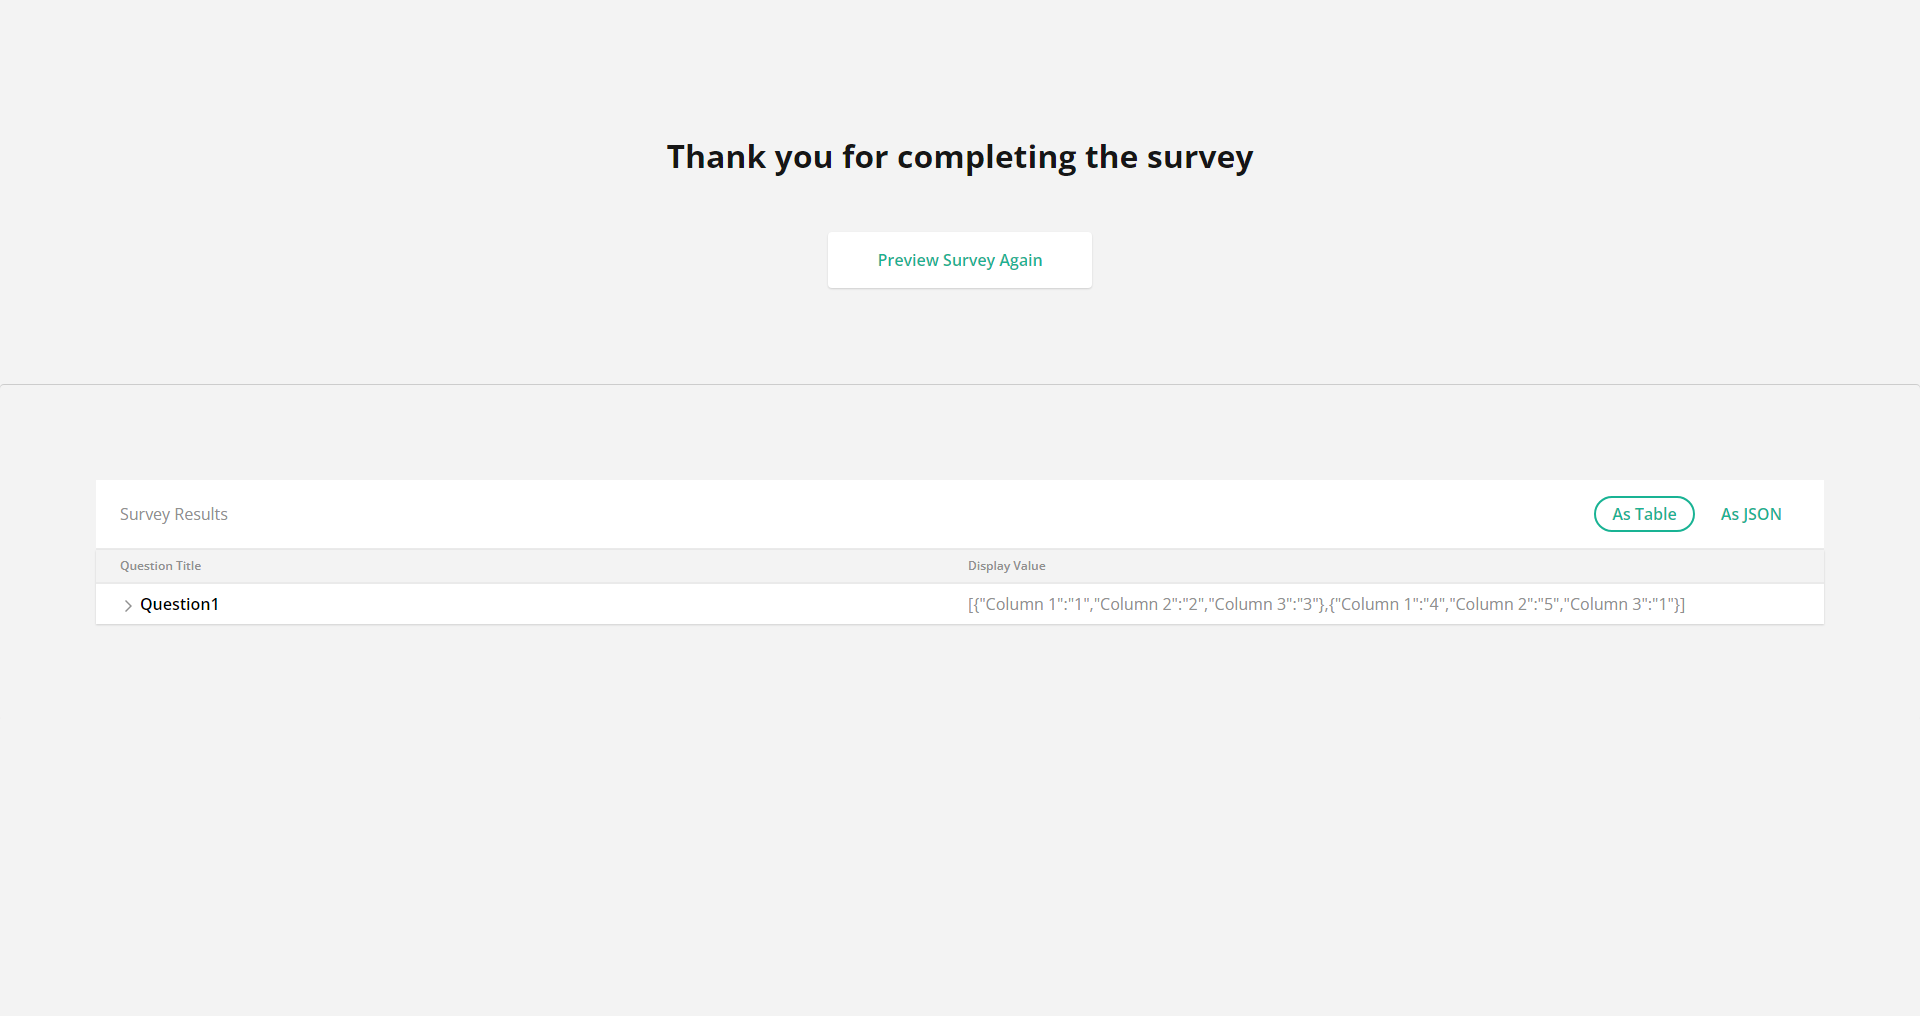 Thank you for completing the survey
Preview Survey Again
Survey Results
As Table
As JSON
Question Title
Display Value
Question1
[{"Column 1":"1","Column 2":"2","Column 3":"3"},{"Column 1":"4","Column 2":"5","Column 3":"1"}]